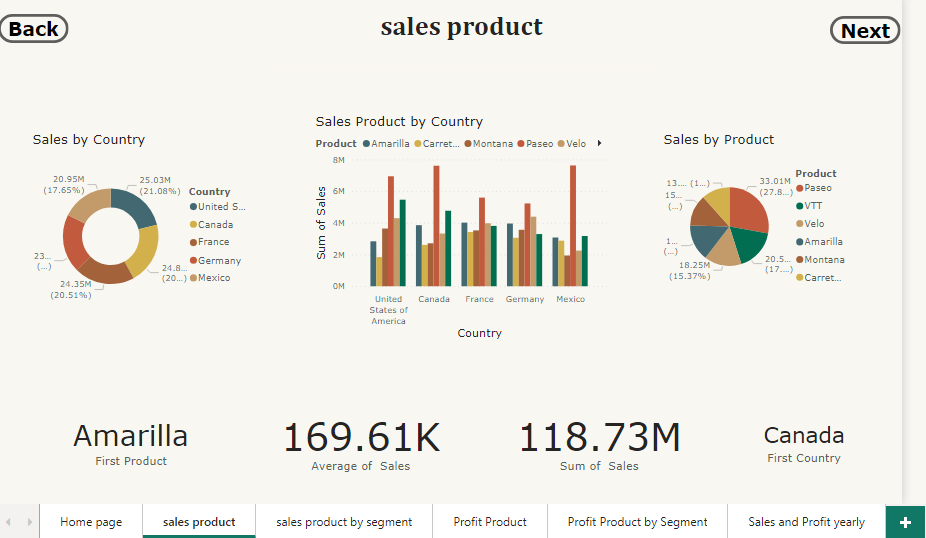 Back
sales product
Next
Sales by Country
20.95M
(17.65%)
25.03M
(21.08%)
23...
(...)
24.8...
(20...)
24.35M
(20.51%)
Country
United S...
Canada
France
Germany
Mexico
Sales Product by Country
Product Amarilla Carret... Montana Paseo Velo
Sum of Sales
8M
6M
4M
2M
0M
United
States of
America
Canada
France
Germany
Mexico
Country
Sales by Product
13.... (1...)
33.01M
(27.8...)
15...
(...)
1...
(...)
18.25M
(15.37%)
20.5...
(17....)
Product
Paseo
VTT
Velo
Amarilla
Montana
Carret...
Amarilla
First Product
169.61K
Average of Sales
118.73M
Sum of Sales
Canada
First Country
Home page
sales product
sales product by segment
Profit Product
Profit Product by Segment
Sales and Profit yearly
+